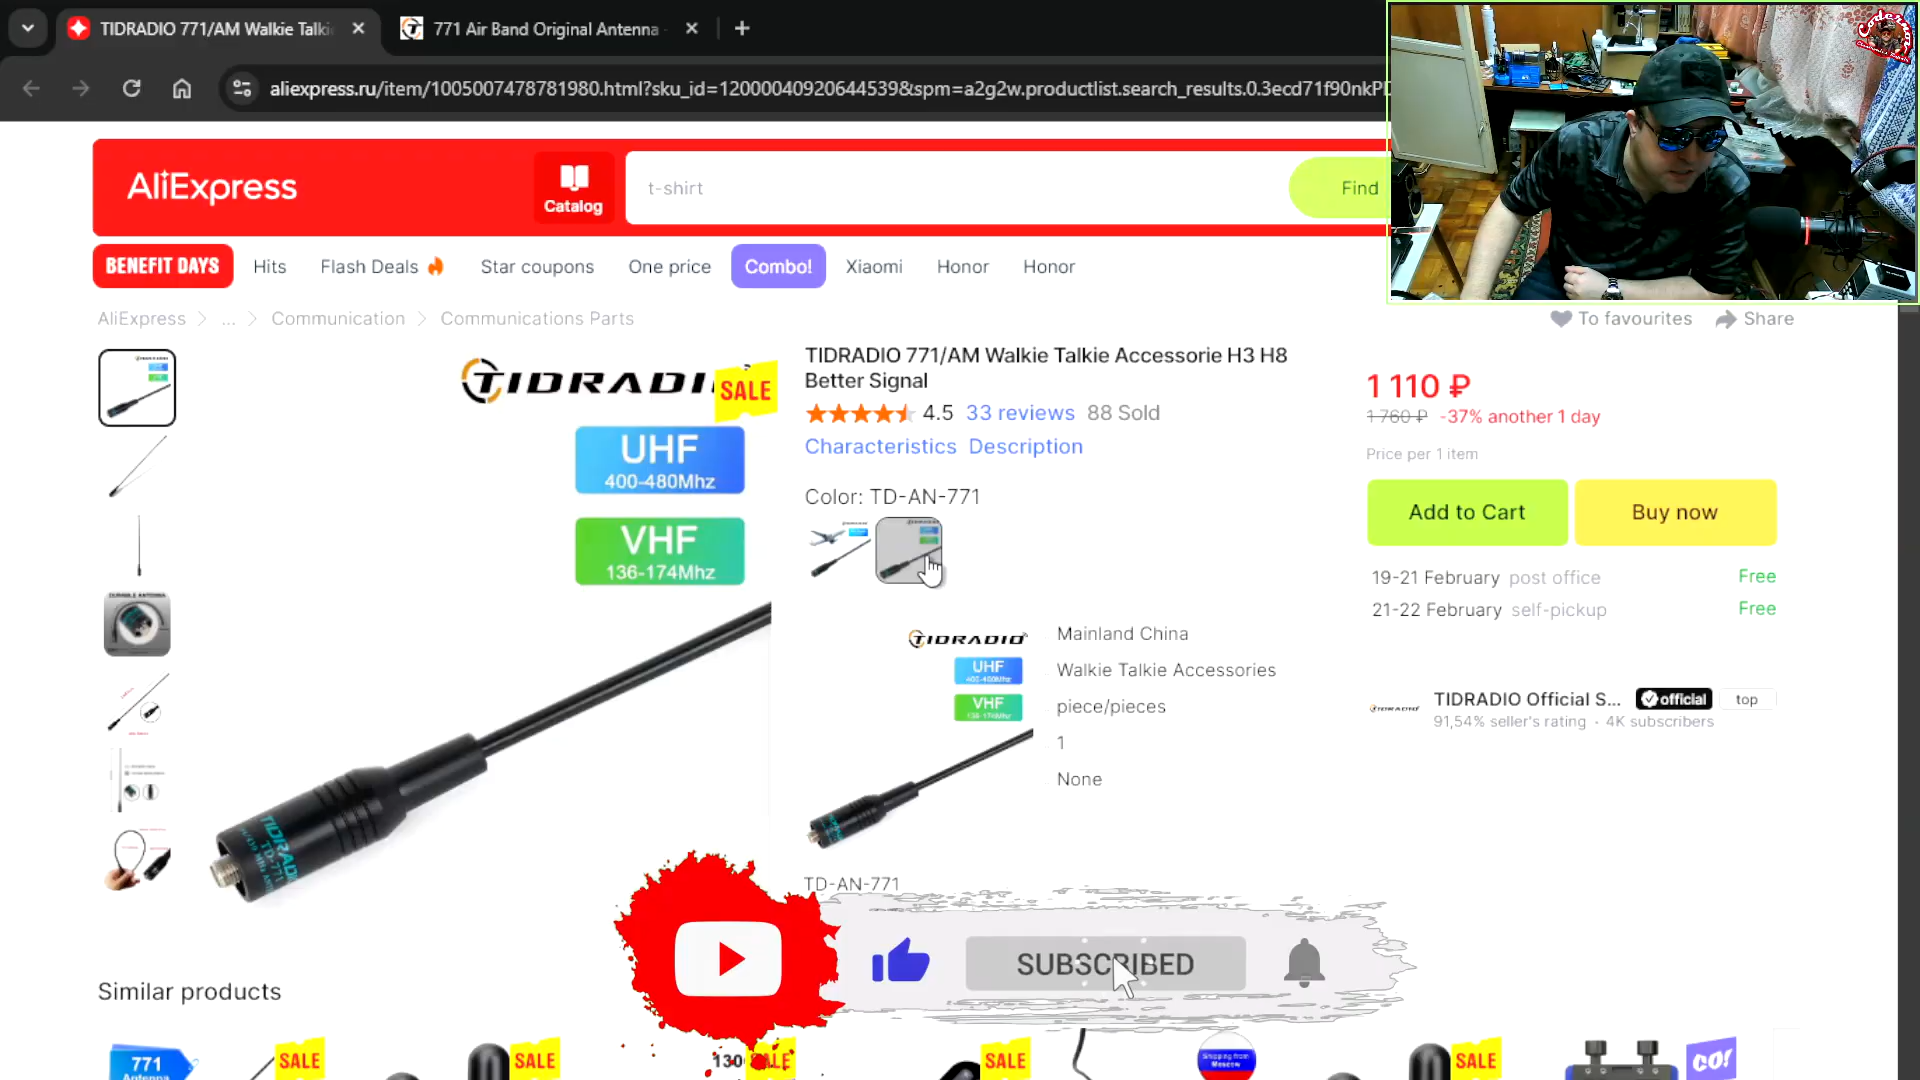 TIDRADIO 771/AM Walkie Talki
771 Air Band Original Antenna
aliexpress.ru/item/1005007478781980.html?sku_id=12000040920644539&spm=a2g2w.productlist.search_results.0.3ecd71f90nkP
AliExpress
Catalog
t-shirt
Find
BENEFIT DAYS
Hits
Flash Deals
Star coupons
One price
Combo!
Xiaomi
Honor
Honor
AliExpress
...
Communication
Communications Parts
To favourites
Share
TIDRADI
SALE
UHF
400-480Mhz
VHF
136-174Mhz
TIDRADIO 771/AM Walkie Talkie Accessorie H3 H8
Better Signal
4.5 33 reviews 88 Sold
Characteristics Description
Color: TD-AN-771
TIDRADIO
UHF
VHF
Mainland China
Walkie Talkie Accessories
piece/pieces
1
None
TD-AN-771
1 110 ₽
1 760 ₽ -37% another 1 day
Price per 1 item
Add to Cart
Buy now
19-21 February post office Free
21-22 February self-pickup Free
TIDRADIO
TIDRADIO Official S...
official
top
91,54% seller's rating · 4K subscribers
SUBSCRIBED
Similar products
771
Antenna
SALE
SALE
130
SALE
SALE
Shipping from
Moscow
SALE
GO!